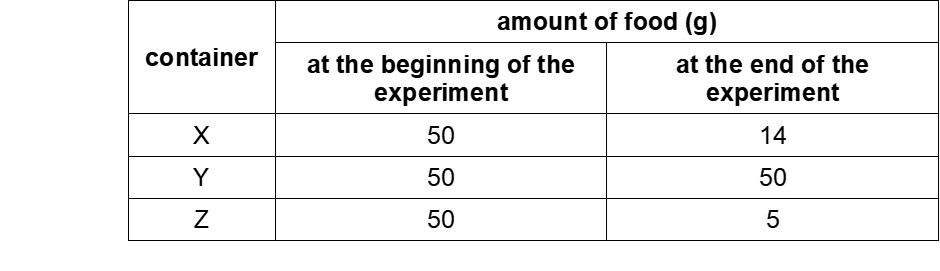 amount of food (g)
container
at the beginning of the
experiment
at the end of the
experiment
X 50 14
Y 50 50
Z 50 5